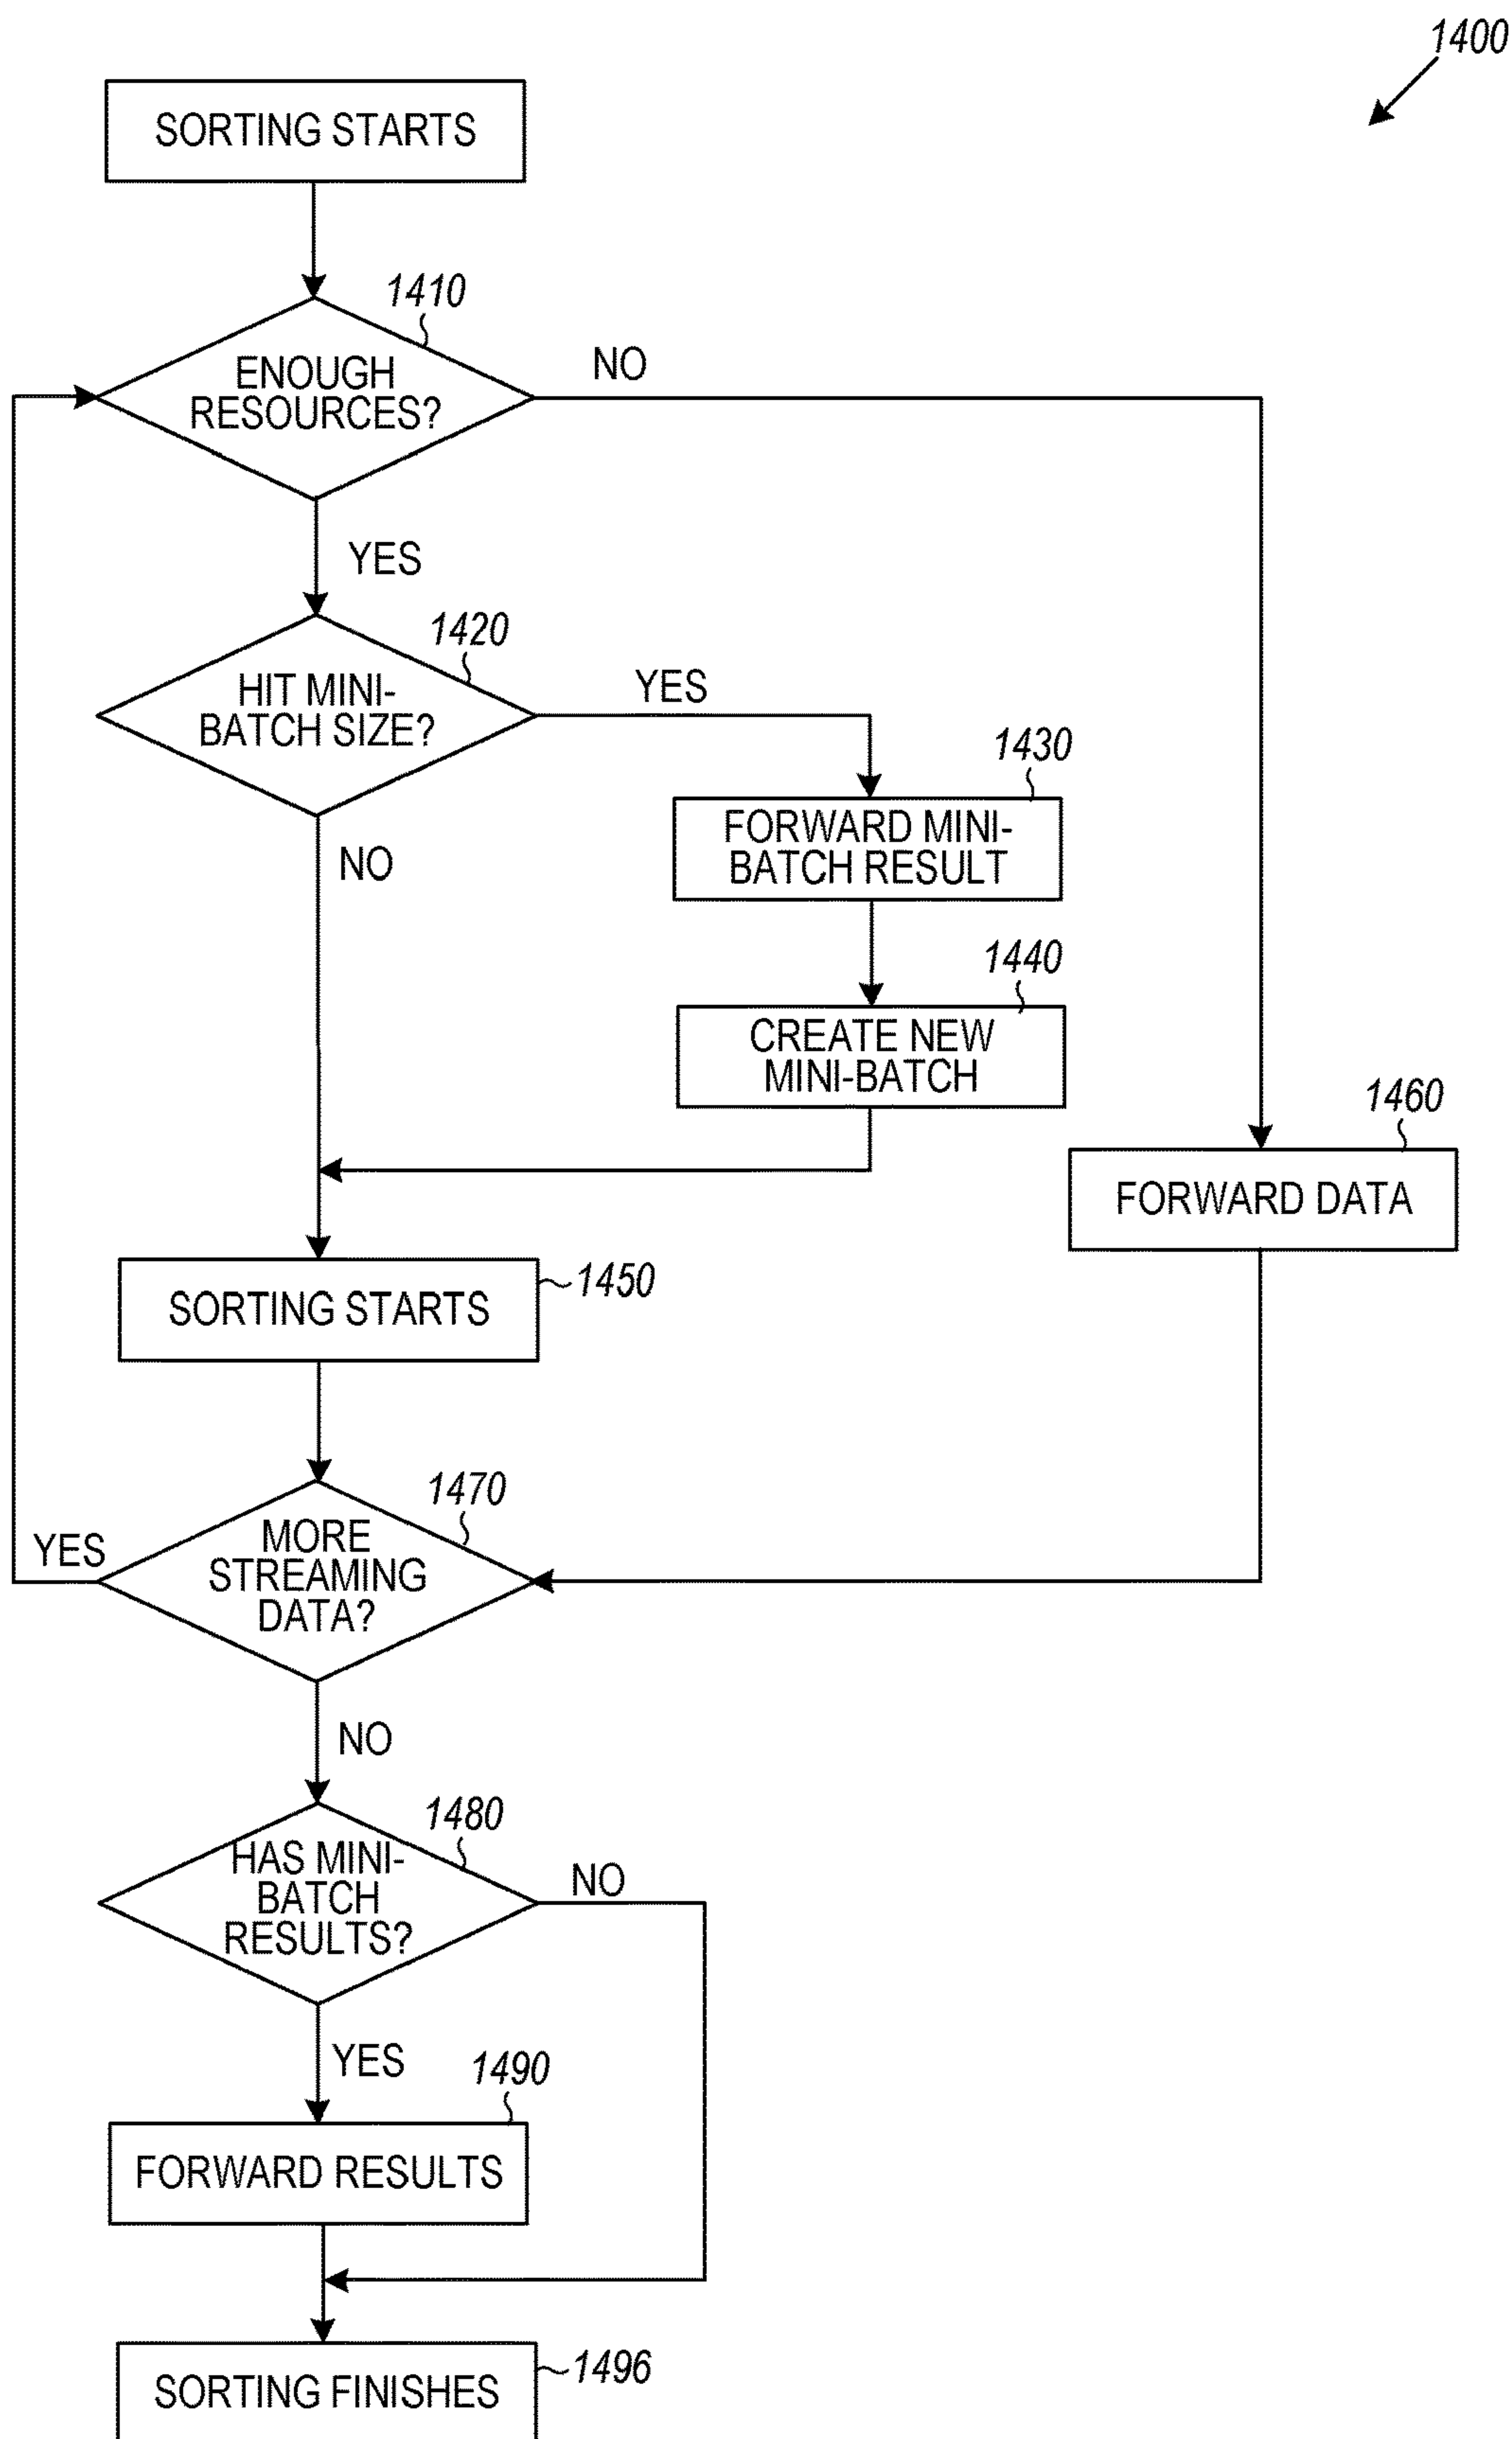 1400
SORTING STARTS
1410
ENOUGH
RESOURCES?
NO
YES
1420
HIT MINI-
BATCH SIZE?
YES
NO
1430
FORWARD MINI-
BATCH RESULT
1440
CREATE NEW
MINI-BATCH
1460
FORWARD DATA
1450
SORTING STARTS
1470
MORE
STREAMING
DATA?
YES
NO
1480
HAS MINI-
BATCH
RESULTS?
NO
YES
1490
FORWARD RESULTS
1496
SORTING FINISHES